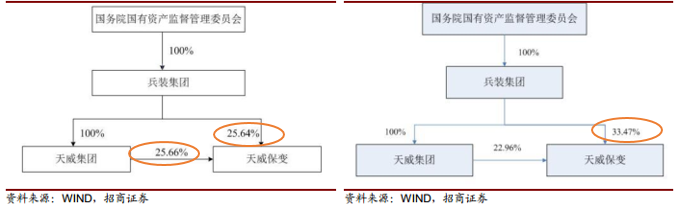 国务院国有资产监督管理委员会
100%
兵装集团
100%
25.64%
天威集团
25.66%
天威保变
资料来源：WIND，招商证券
国务院国有资产监督管理委员会
100%
兵装集团
100%
33.47%
天威集团
22.96%
天威保变
资料来源：WIND，招商证券